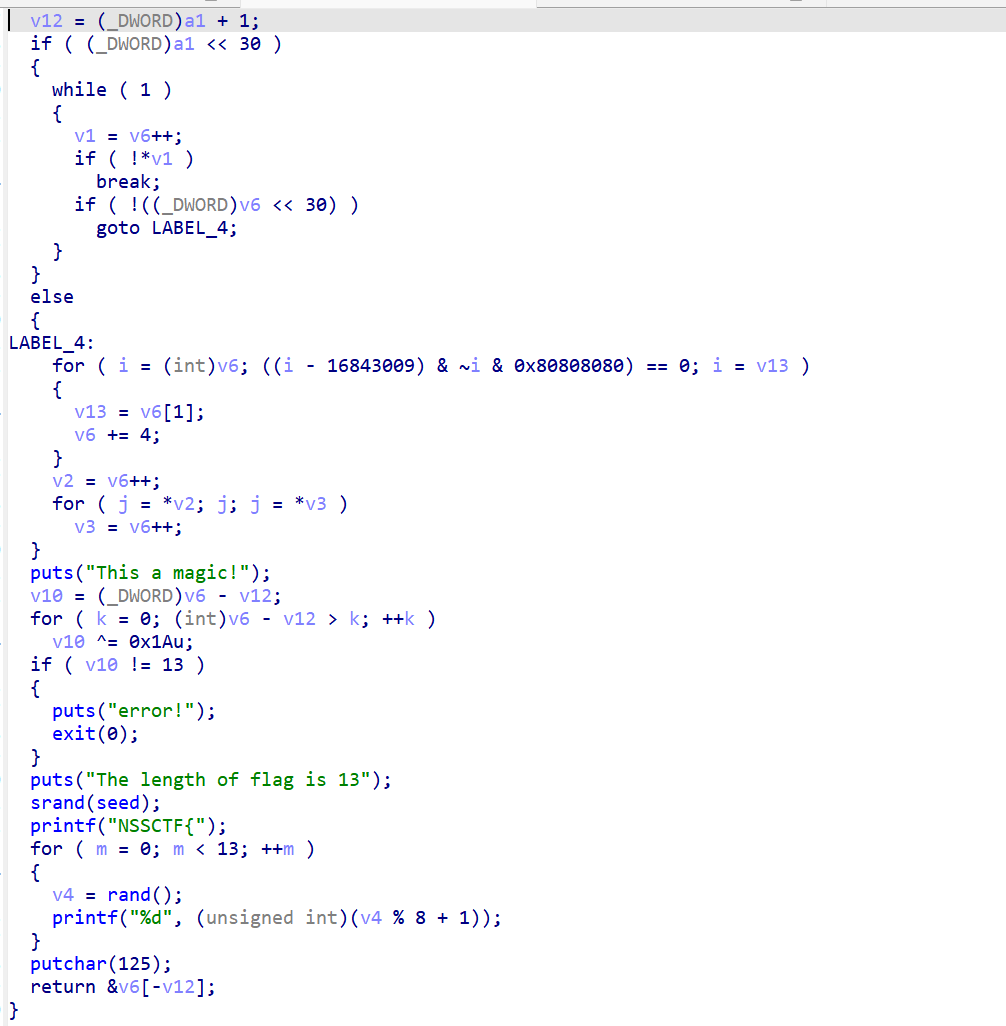 v12 = (_DWORD)a1 + 1;
if ( (_DWORD)a1 << 30 )
{
while ( 1 )
{
v1 = v6++;
if ( !*v1 )
break;
if ( !((_DWORD)v6 << 30) )
goto LABEL_4;
}
}
else
{
LABEL_4:
for ( i = (int)v6; ((i - 16843009) & ~i & 0x80808080) == 0; i = v13 )
{
v13 = v6[1];
v6 += 4;
}
v2 = v6++;
for ( j = *v2; j; j = *v3 )
v3 = v6++;
}
puts("This a magic!");
v10 = (_DWORD)v6 - v12;
for ( k = 0; (int)v6 - v12 > k; ++k )
v10 ^= 0x1Au;
if ( v10 != 13 )
{
puts("error!");
exit(0);
}
puts("The length of flag is 13");
srand(seed);
printf("NSSCTF{");
for ( m = 0; m < 13; ++m )
{
v4 = rand();
printf("%d", (unsigned int)(v4 % 8 + 1));
}
putchar(125);
return &v6[-v12];
}